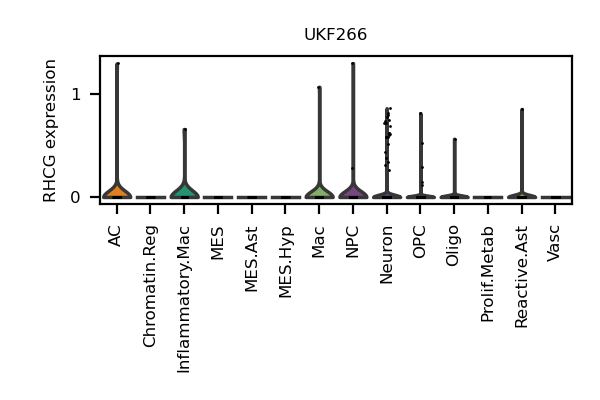 UKF266
RHCG expression
1
0
AC
Chromatin.Reg
Inflammatory.Mac
MES
MES.Ast
MES.Hyp
Mac
NPC
Neuron
OPC
Oligo
Prolif.Metab
Reactive.Ast
Vasc